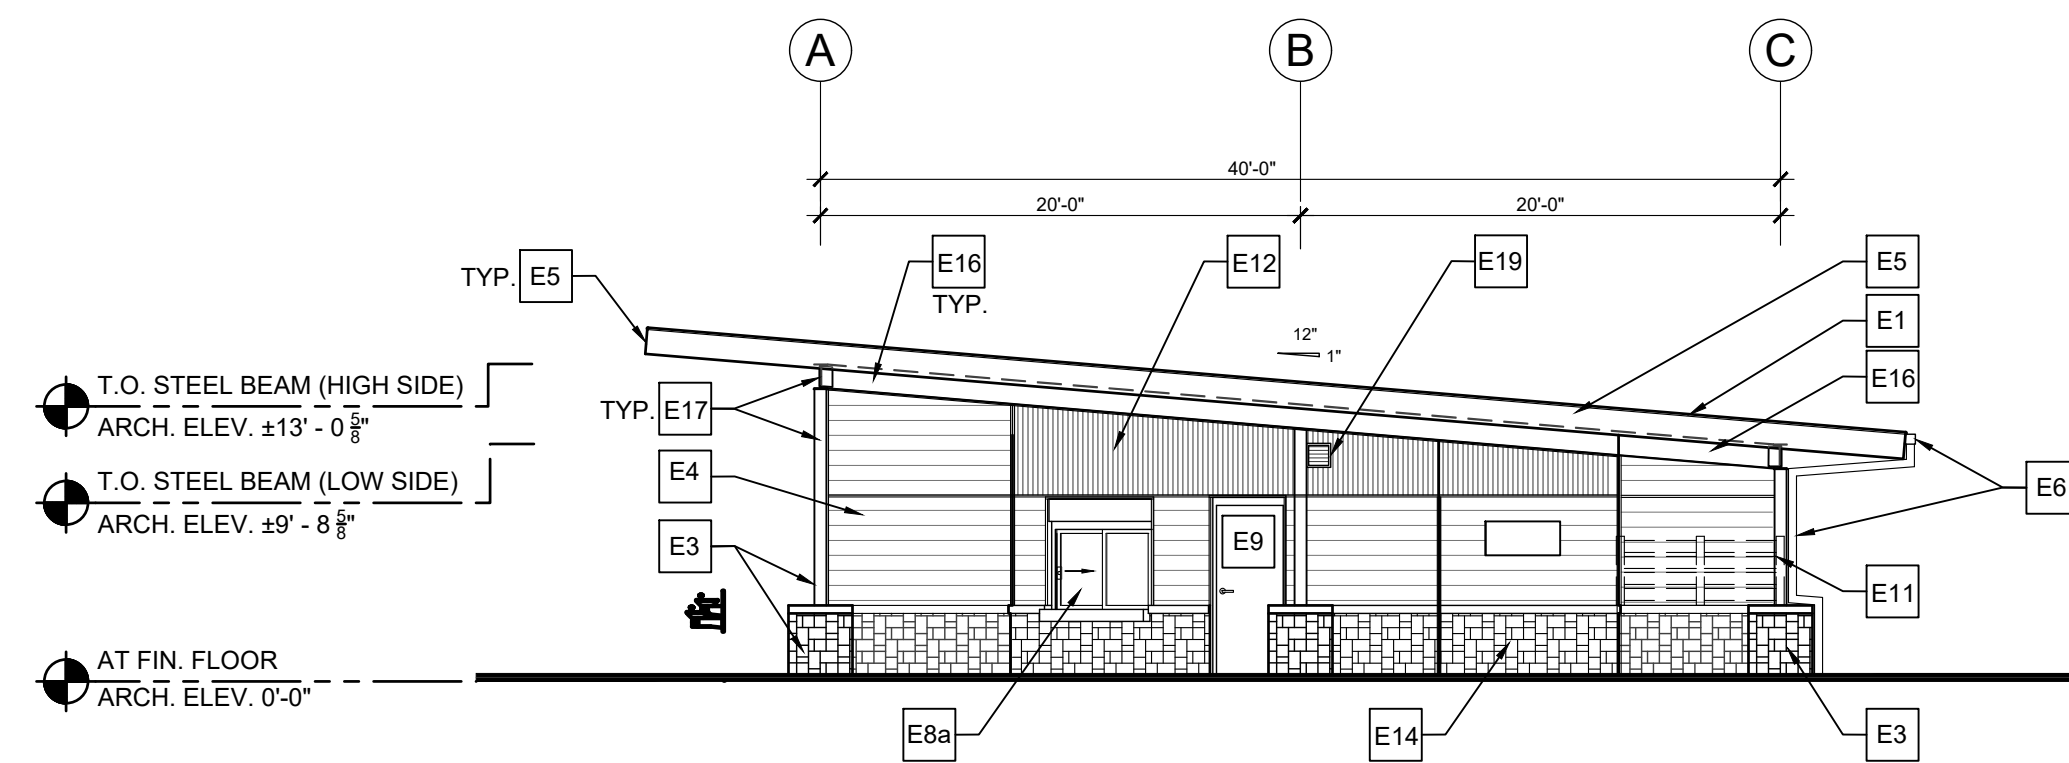 A
B
C
40'-0"
20'-0"
20'-0"
TYP.
E5
E16
TYP.
E12
E19
E5
12"
1"
E1
E16
T.O. STEEL BEAM (HIGH SIDE)
ARCH. ELEV. ±13' - 0 5/8"
TYP.
E17
E4
T.O. STEEL BEAM (LOW SIDE)
ARCH. ELEV. ±9' - 8 5/8"
E6
E3
E9
E11
AT FIN. FLOOR
ARCH. ELEV. 0'-0"
E8a
E14
E3